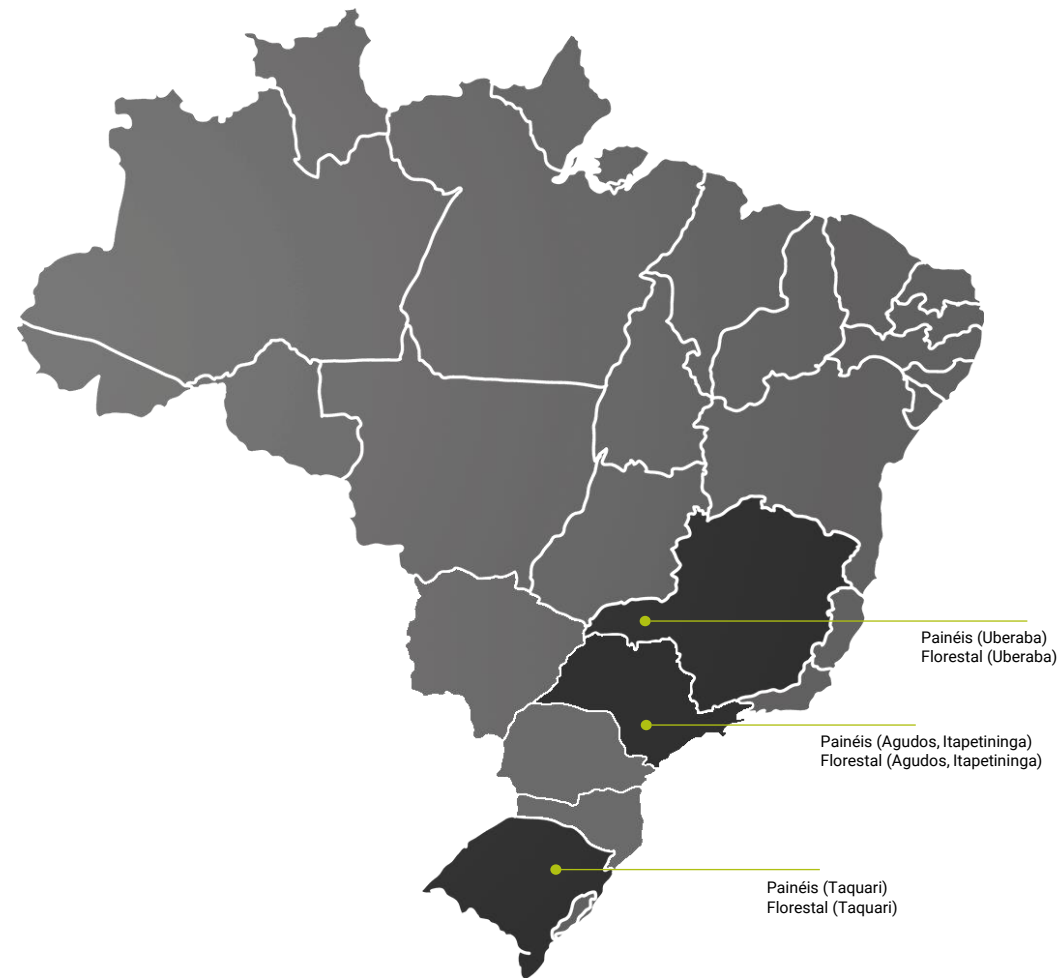 Painéis (Uberaba)
Florestal (Uberaba)
Painéis (Agudos, Itapetininga)
Florestal (Agudos, Itapetininga)
Painéis (Taquari)
Florestal (Taquari)